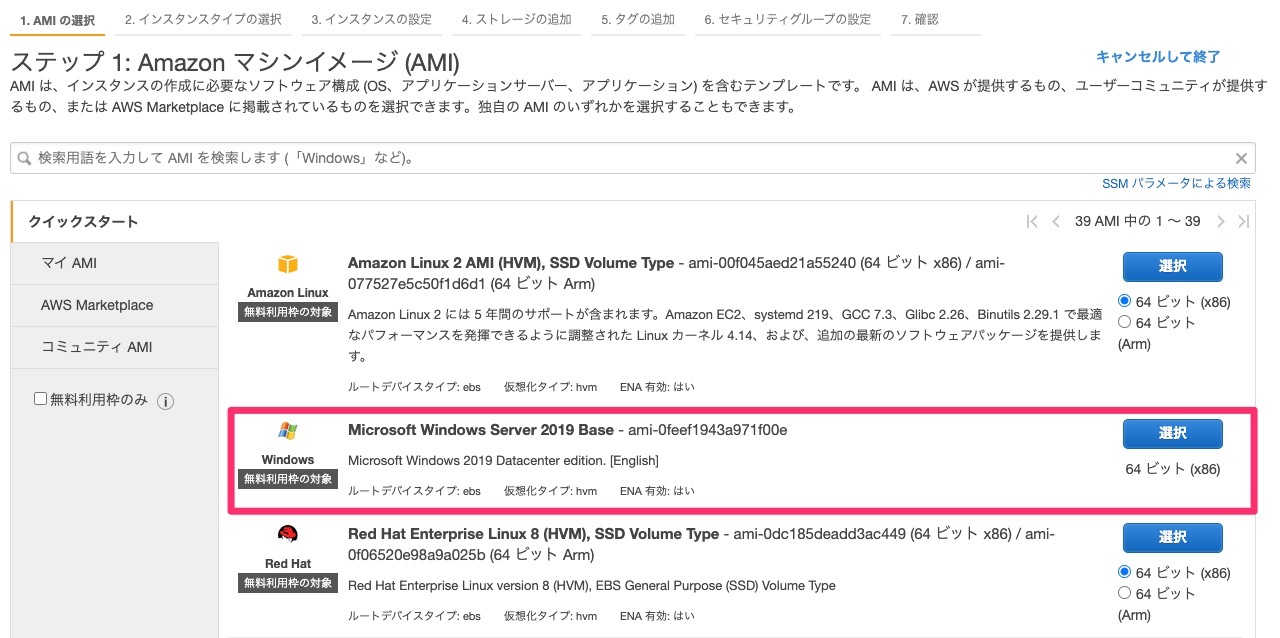 1. AMI の選択
2. インスタンスタイプの選択
3. インスタンスの設定
4. ストレージの追加
5. タグの追加
6. セキュリティグループの設定
7. 確認
ステップ 1: Amazon マシンイメージ (AMI)
キャンセルして終了
AMI は、インスタンスの作成に必要なソフトウェア構成 (OS、アプリケーションサーバー、アプリケーション) を含むテンプレートです。 AMI は、AWS が提供するもの、ユーザーコミュニティが提供す
るもの、または AWS Marketplace に掲載されているものを選択できます。独自の AMI のいずれかを選択することもできます。
検索用語を入力して AMI を検索します (「Windows」など)。
SSM パラメータによる検索
クイックスタート
39 AMI 中の 1 〜 39
マイ AMI
AWS Marketplace
コミュニティ AMI
無料利用枠のみ
Amazon Linux
無料利用枠の対象
Amazon Linux 2 AMI (HVM), SSD Volume Type - ami-00f045aed21a55240 (64 ビット x86) / ami-
077527e5c50f1d6d1 (64 ビット Arm)
Amazon Linux 2 には 5 年間のサポートが含まれます。Amazon EC2、systemd 219、GCC 7.3、Glibc 2.26、Binutils 2.29.1 で最適
なパフォーマンスを発揮できるように調整された Linux カーネル 4.14、および、追加の最新のソフトウェアパッケージを提供しま
す。
ルートデバイスタイプ: ebs 仮想化タイプ: hvm ENA 有効: はい
選択
64 ビット (x86)
64 ビット
(Arm)
Windows
無料利用枠の対象
Microsoft Windows Server 2019 Base - ami-0feef1943a971f00e
Microsoft Windows 2019 Datacenter edition. [English]
ルートデバイスタイプ: ebs 仮想化タイプ: hvm ENA 有効: はい
選択
64 ビット (x86)
Red Hat
無料利用枠の対象
Red Hat Enterprise Linux 8 (HVM), SSD Volume Type - ami-0dc185deadd3ac449 (64 ビット x86) / ami-
0f06520e98a9a025b (64 ビット Arm)
Red Hat Enterprise Linux version 8 (HVM), EBS General Purpose (SSD) Volume Type
ルートデバイスタイプ: ebs 仮想化タイプ: hvm ENA 有効: はい
選択
64 ビット (x86)
64 ビット
(Arm)